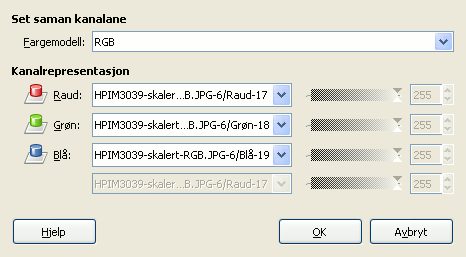 Set saman kanalane
Fargemodell: RGB
Kanalrepresentasjon
Raud: HPIM3039-skaler...B.JPG-6/Raud-17 255
Grøn: HPIM3039-skalert...B.JPG-6/Grøn-18 255
Blå: HPIM3039-skalert-RGB.JPG-6/Blå-19 255
HPIM3039-skaler...B.JPG-6/Raud-17 255
Hjelp OK Avbryt